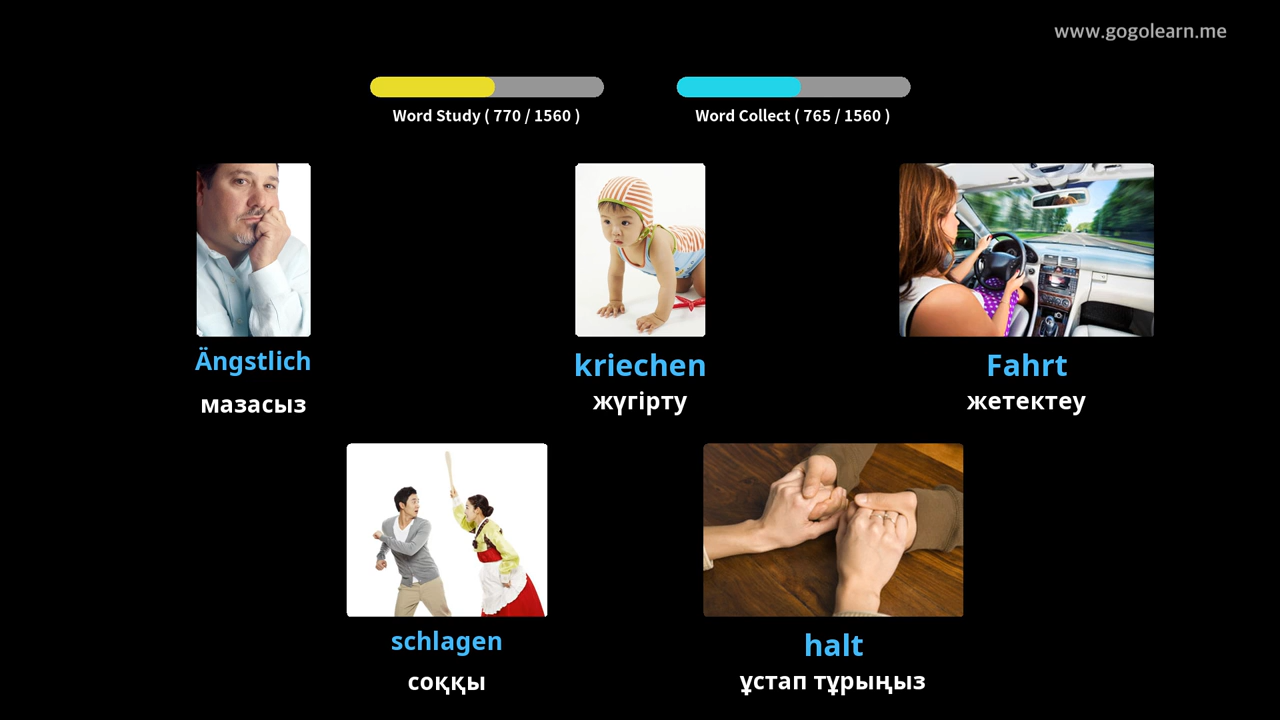 www.gogolearn.me
Word Study ( 770 / 1560 )
Word Collect ( 765 / 1560 )
Ängstlich
мазасыз
kriechen
жүгірту
Fahrt
жетектеу
schlagen
соққы
halt
ұстап тұрыңыз